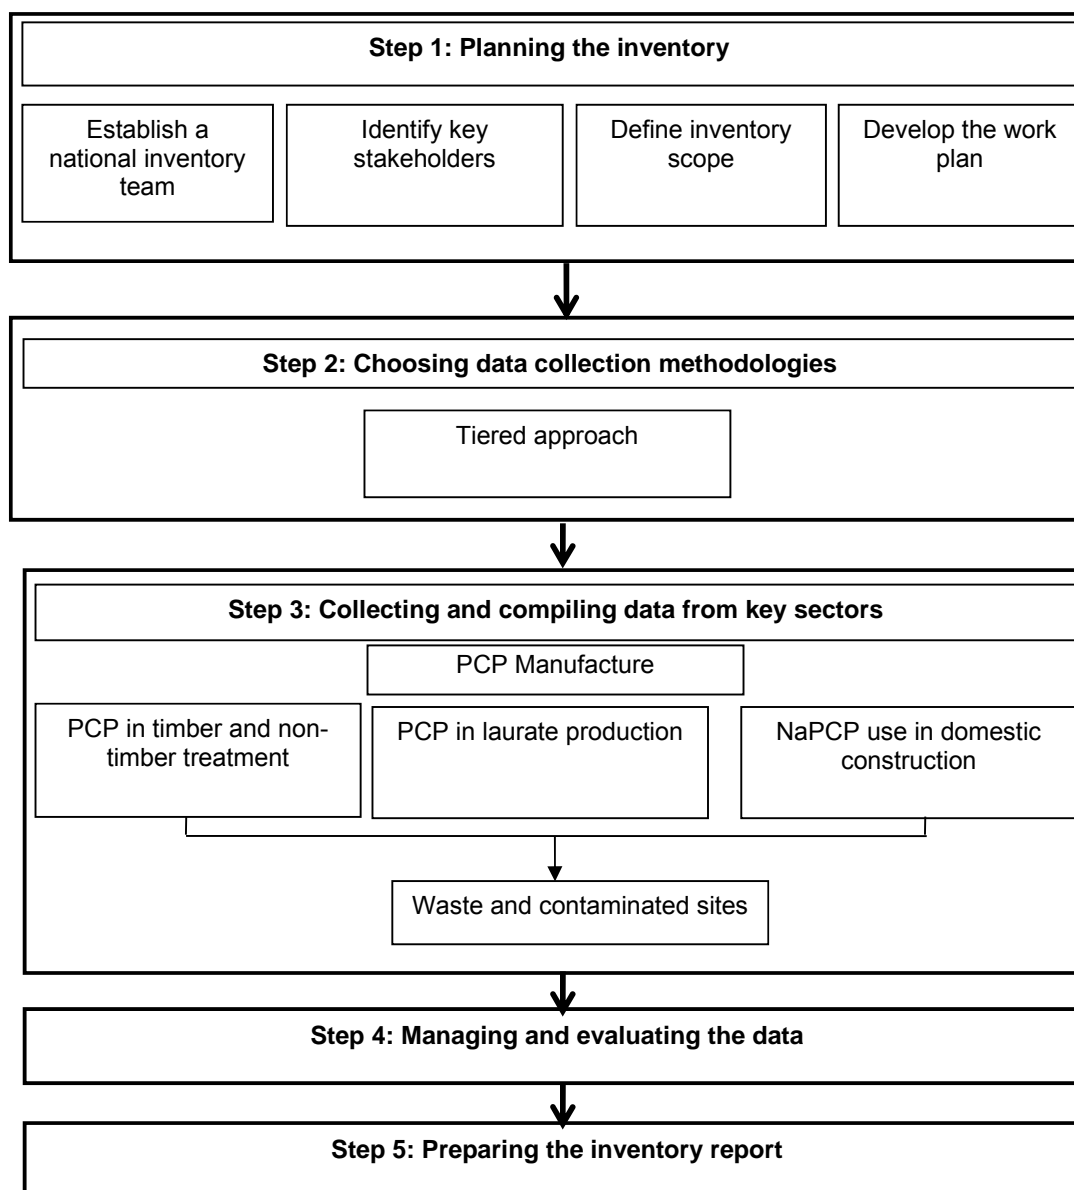 Step 1: Planning the inventory
Establish a
national inventory
team
Identify key
stakeholders
Define inventory
scope
Develop the work
plan
Step 2: Choosing data collection methodologies
Tiered approach
Step 3: Collecting and compiling data from key sectors
PCP Manufacture
PCP in timber and non-
timber treatment
PCP in laurate production
NaPCP use in domestic
construction
Waste and contaminated sites
Step 4: Managing and evaluating the data
Step 5: Preparing the inventory report